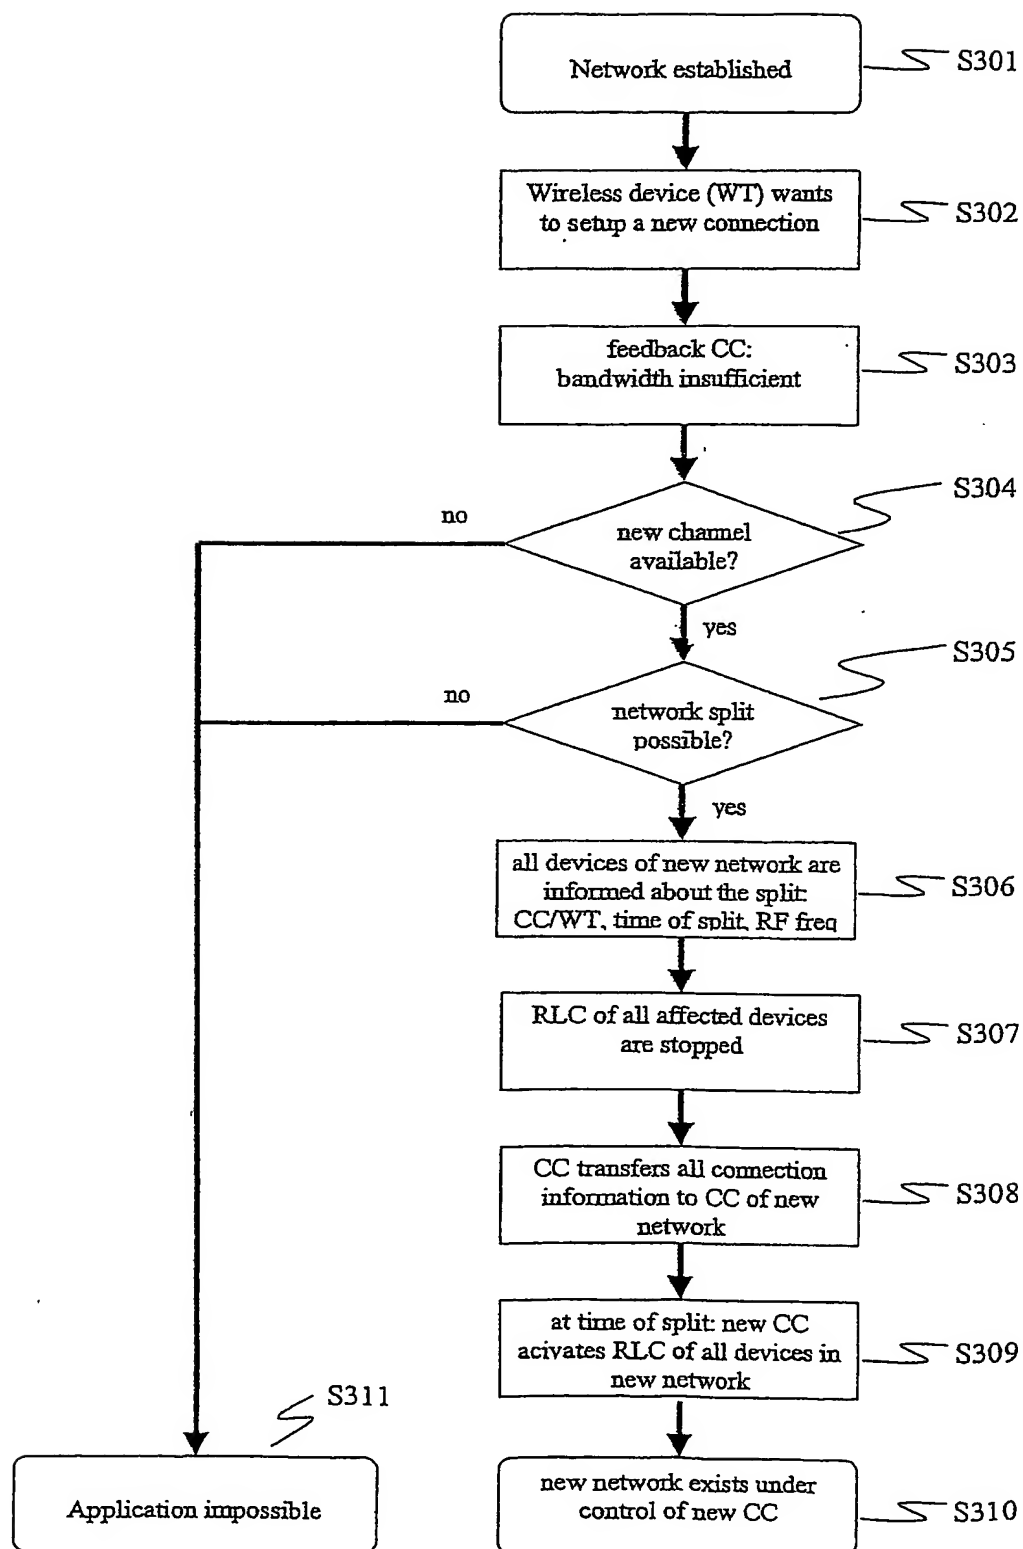 Network established
S301
Wireless device (WT) wants
to setup a new connection
S302
feedback CC:
bandwidth insufficient
S303
S304
no
new channel
available?
yes
S305
no
network split
possible?
yes
all devices of new network are
informed about the split:
CC/WT, time of split, RF freq
S306
RLC of all affected devices
are stopped
S307
CC transfers all connection
information to CC of new
network
S308
at time of split: new CC
acivates RLC of all devices in
new network
S309
S311
Application impossible
new network exists under
control of new CC
S310